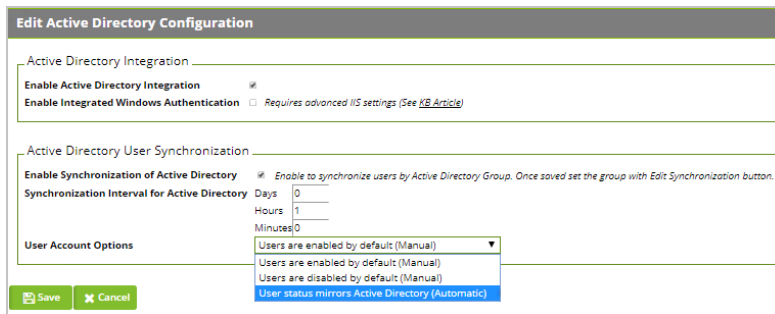 Edit Active Directory Configuration
Active Directory Integration
Enable Active Directory Integration
Enable Integrated Windows Authentication Requires advanced IIS settings (See KB Article)
Active Directory User Synchronization
Enable Synchronization of Active Directory Enable to synchronize users by Active Directory Group. Once saved set the group with Edit Synchronization button.
Synchronization Interval for Active Directory Days 0
Hours 1
Minutes 0
User Account Options Users are enabled by default (Manual)
Users are enabled by default (Manual)
Users are disabled by default (Manual)
User status mirrors Active Directory (Automatic)
Save Cancel